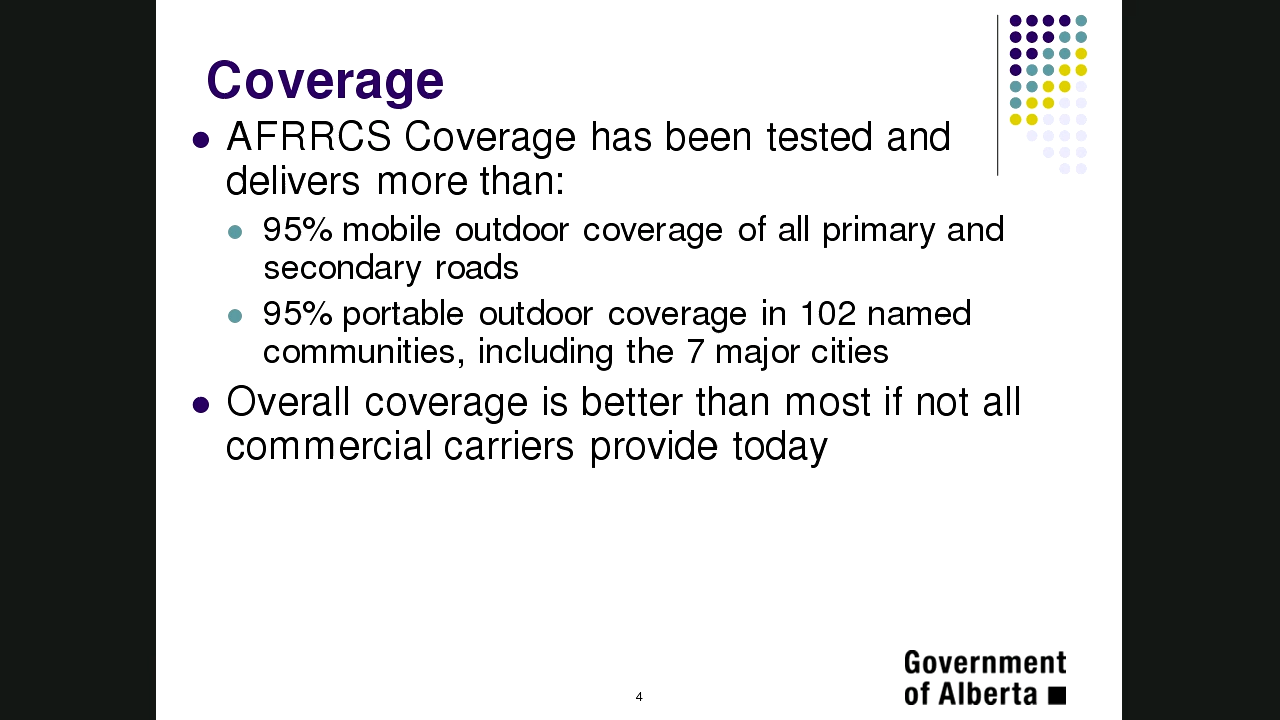 Coverage
AFRRCS Coverage has been tested and
delivers more than:
95% mobile outdoor coverage of all primary and
secondary roads
95% portable outdoor coverage in 102 named
communities, including the 7 major cities
Overall coverage is better than most if not all
commercial carriers provide today
4
Government
of Alberta